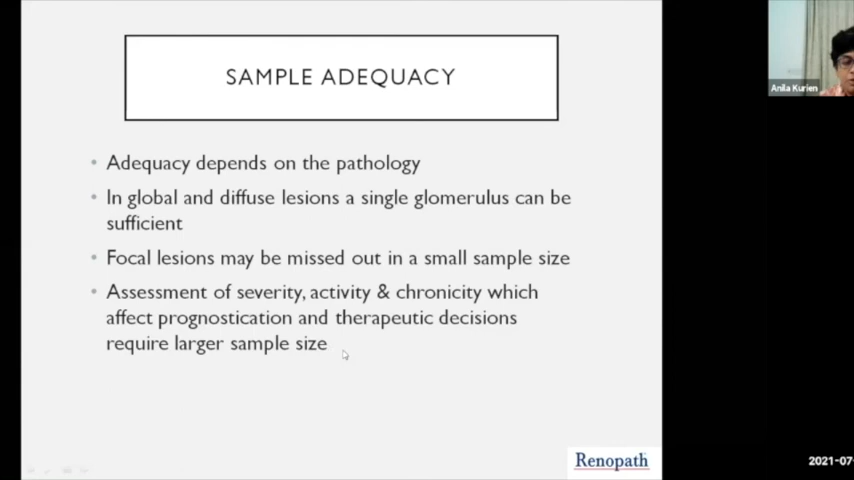 SAMPLE ADEQUACY
Anila Kurien
• Adequacy depends on the pathology
• In global and diffuse lesions a single glomerulus can be
sufficient
• Focal lesions may be missed out in a small sample size
• Assessment of severity, activity & chronicity which
affect prognostication and therapeutic decisions
require larger sample size
Renopath
2021-07-